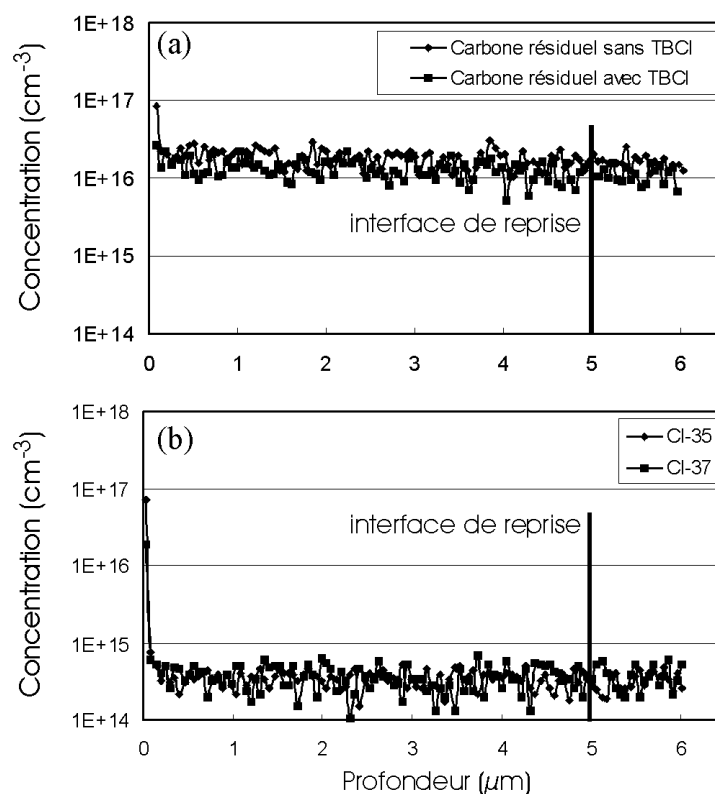 (a)
Carbone résiduel sans TBCl
Carbone résiduel avec TBCl
Concentration (cm-3)
1E+18
1E+17
1E+16
1E+15
1E+14
interface de reprise
0 1 2 3 4 5 6
(b)
Cl-35
Cl-37
Concentration (cm-3)
1E+18
1E+17
1E+16
1E+15
1E+14
interface de reprise
0 1 2 3 4 5 6
Profondeur (µm)